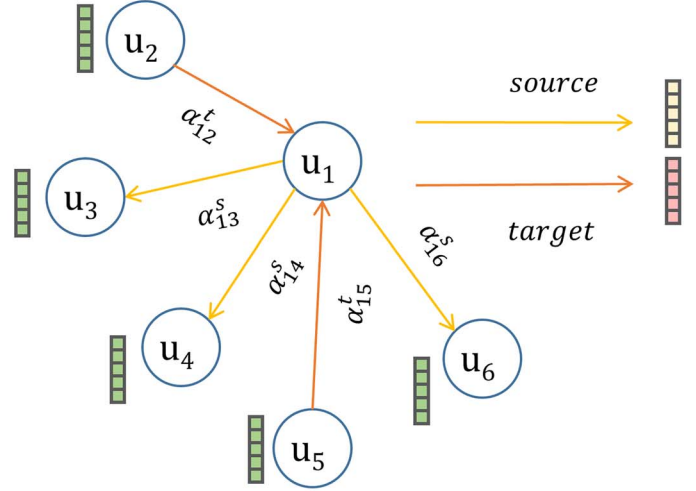 u₂
source
α₁₂ᵗ
u₁
u₃
α₁₃ˢ
target
α₁₄ˢ
α₁₅ᵗ
α₁₆ˢ
u₄
u₆
u₅